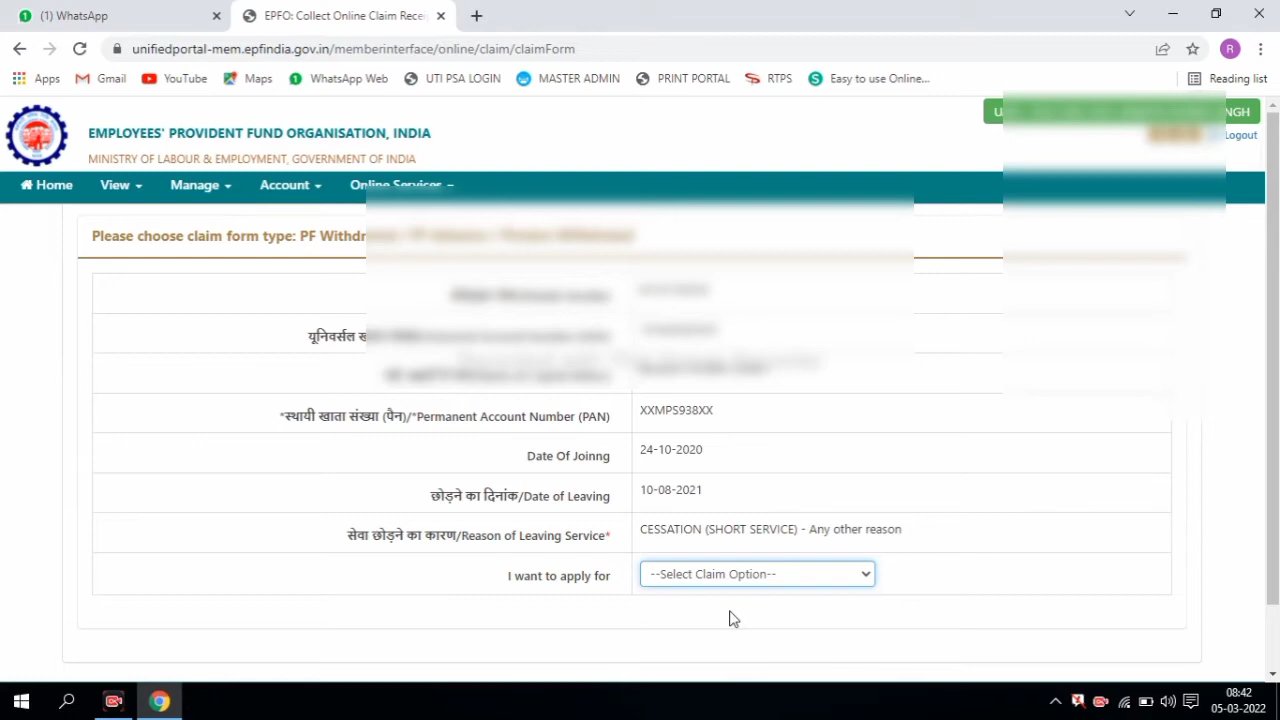 (1) WhatsApp
EPFO: Collect Online Claim Rece
unifiedportal-mem.epfindia.gov.in/memberinterface/online/claim/claimForm
R
Apps Gmail YouTube Maps WhatsApp Web UTI PSA LOGIN MASTER ADMIN PRINT PORTAL RTPS Easy to use Online... Reading list
EMPLOYEES' PROVIDENT FUND ORGANISATION, INDIA
NGH
MINISTRY OF LABOUR & EMPLOYMENT, GOVERNMENT OF INDIA
Logout
Home View Manage Account Online Services
Please choose claim form type: PF
यूनिवर्सल
*स्थायी खाता संख्या (पैन)/*Permanent Account Number (PAN) XXMPS938XX
Date Of Joinng 24-10-2020
छोड़ने का दिनांक/Date of Leaving 10-08-2021
सेवा छोड़ने का कारण/Reason of Leaving Service* CESSATION (SHORT SERVICE) - Any other reason
I want to apply for --Select Claim Option--
08:42
05-03-2022